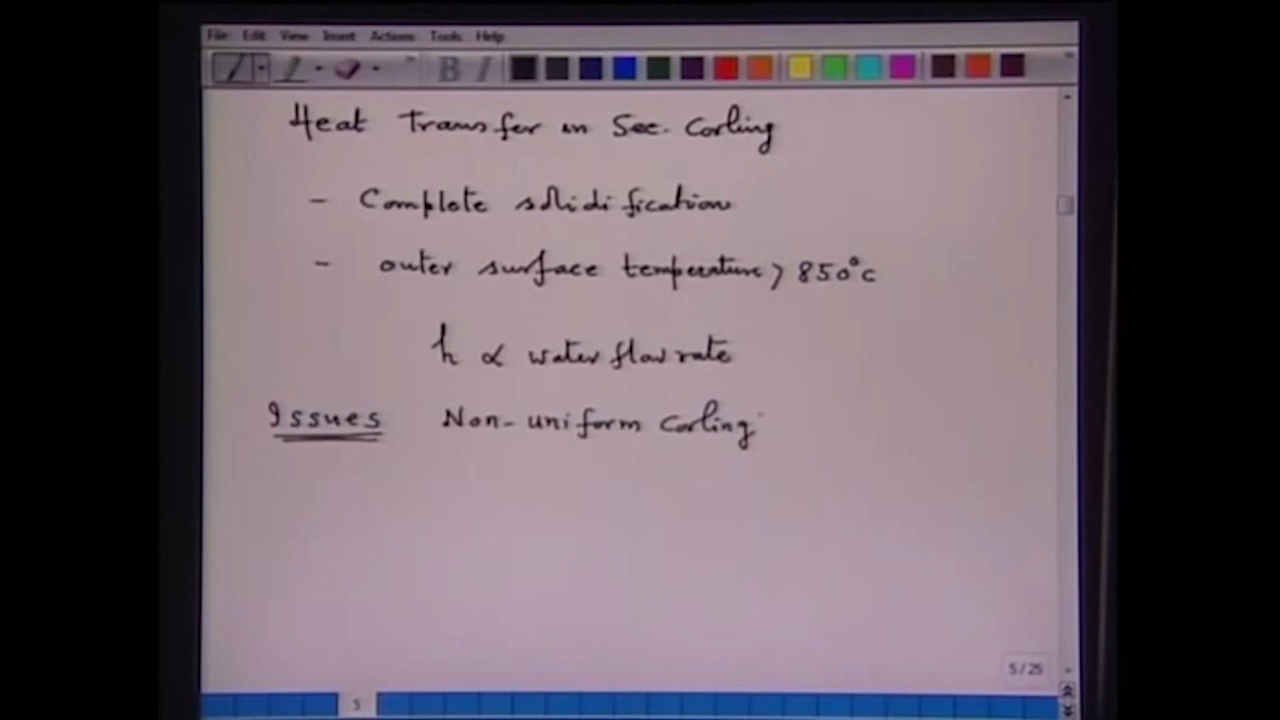 File Edit View Insert Actions Tools Help
B I
Heat Transfer in Sec. Cooling
- Complete solidification
- outer surface temperature > 850°C
h ∝ water flow rate
Issues Non-uniform Cooling
5/25
5